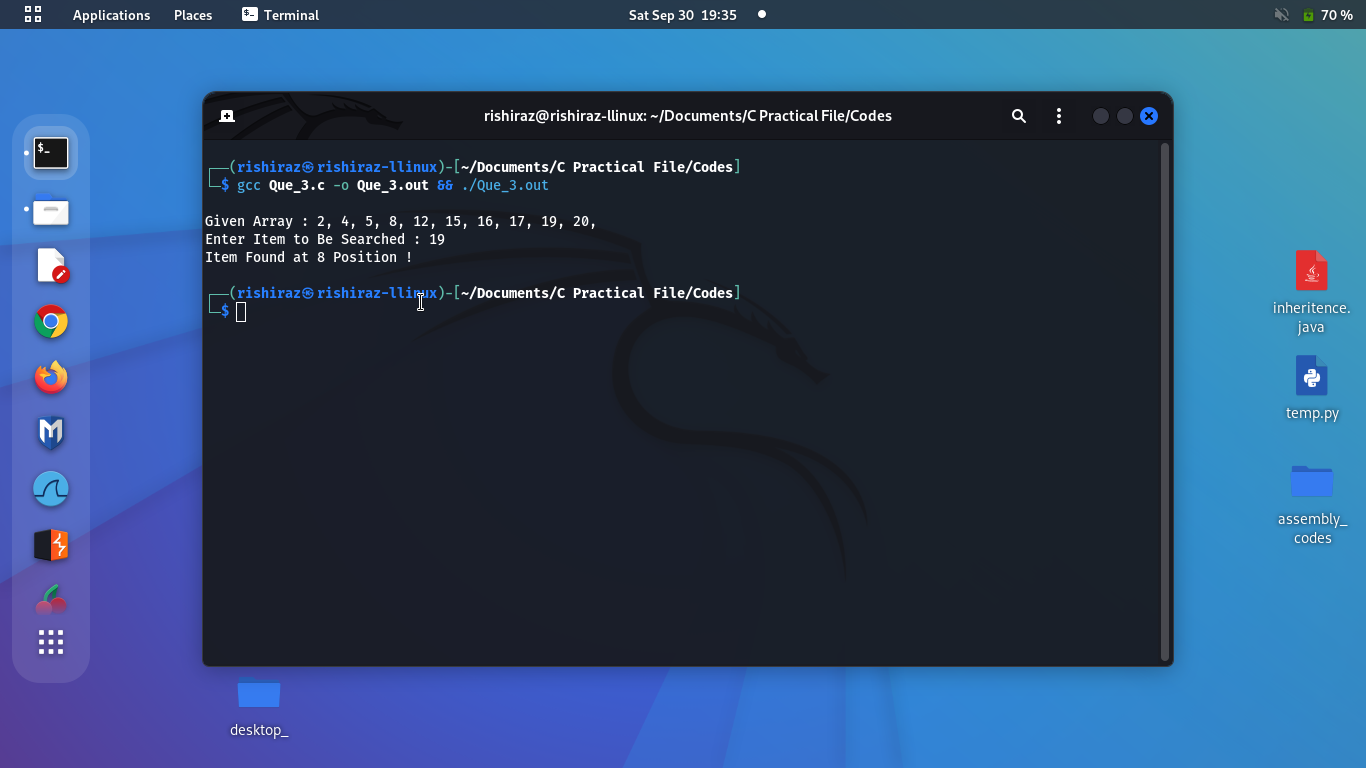 Applications Places Terminal Sat Sep 30 19:35 70 %
rishiraz@rishiraz-llinux: ~/Documents/C Practical File/Codes
┌──(rishiraz㉿rishiraz-llinux)-[~/Documents/C Practical File/Codes]
└─$ gcc Que_3.c -o Que_3.out && ./Que_3.out
Given Array : 2, 4, 5, 8, 12, 15, 16, 17, 19, 20,
Enter Item to Be Searched : 19
Item Found at 8 Position !
┌──(rishiraz㉿rishiraz-llinux)-[~/Documents/C Practical File/Codes]
└─$
$_
inheritence.
java
temp.py
assembly_
codes
desktop_